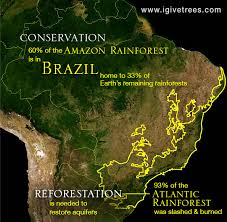 www.igivetrees.com
CONSERVATION
60% of the AMAZON RAINFOREST
is in BRAZIL home to 33% of
Earth's remaining rainforests
93% of the
REFORESTATION ATLANTIC
is needed to RAINFOREST
restore aquifers was slashed & burned